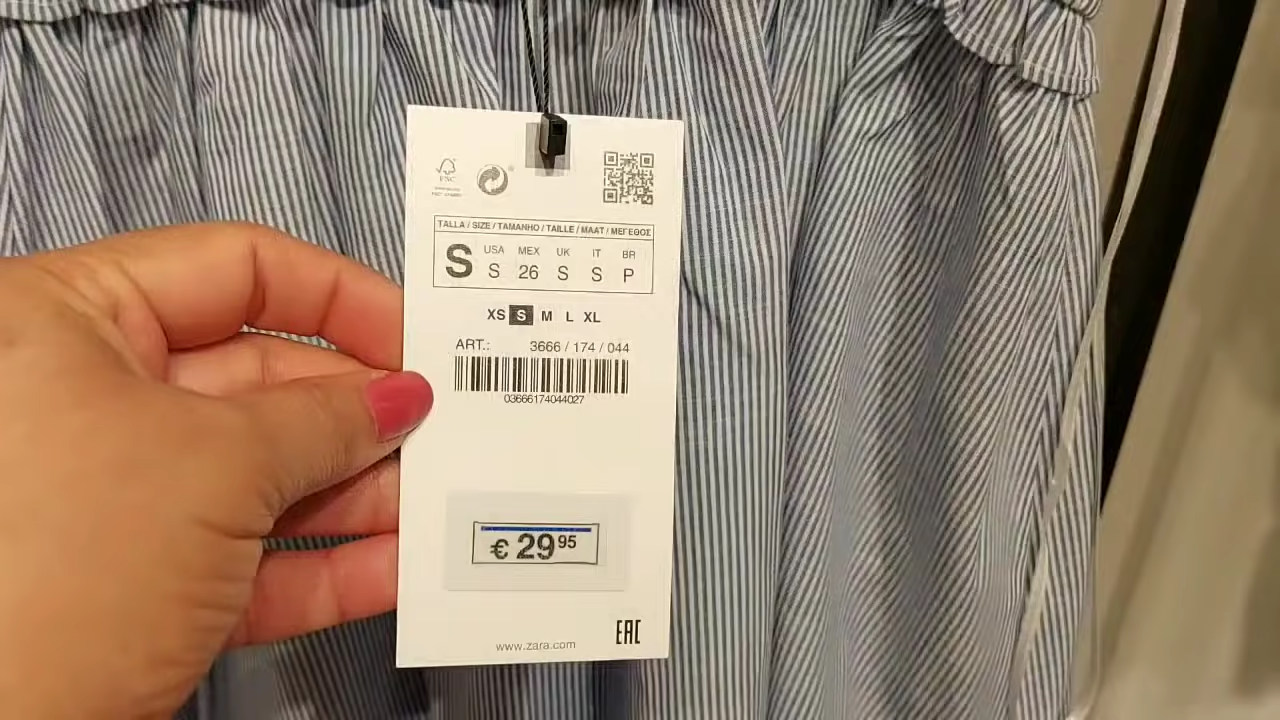 FSC
®
TALLA / SIZE / TAMANHO / TAILLE / MAAT / ΜΕΓΕΘΟΣ
S
USA MEX UK IT BR
S 26 S S P
XS S M L XL
ART.: 3666 / 174 / 044
03666174044027
€ 29 95
www.zara.com
EAC